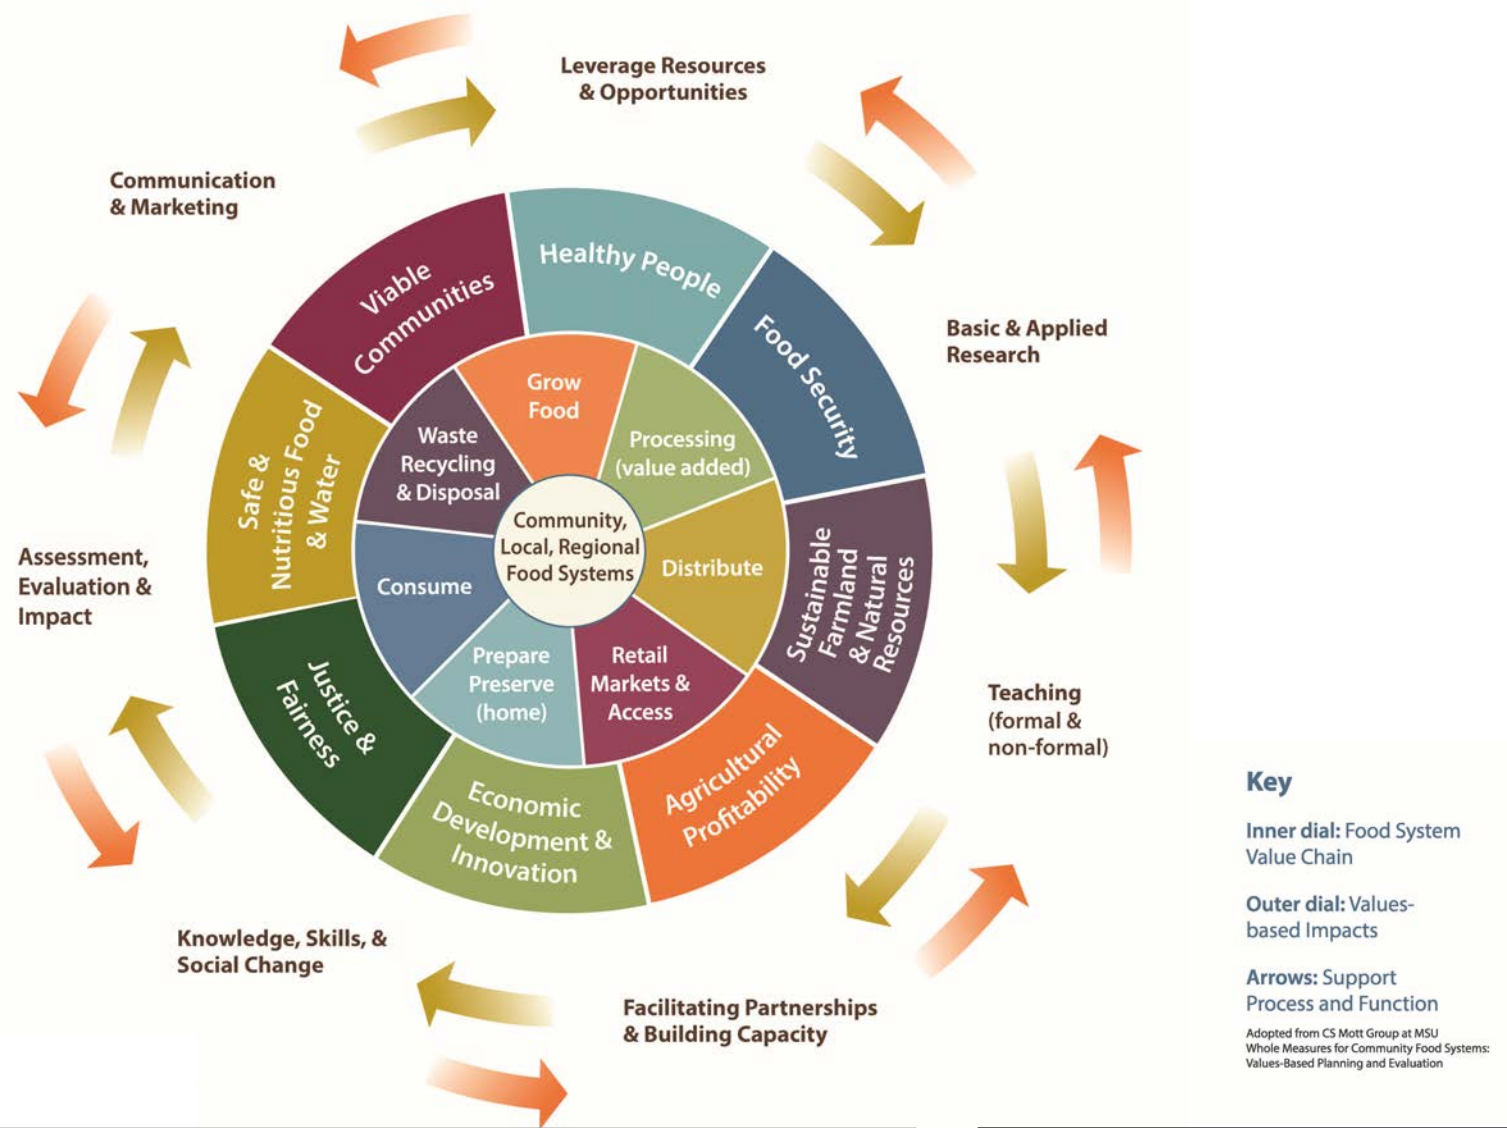 Leverage Resources
& Opportunities
Communication
& Marketing
Basic & Applied
Research
Teaching
(formal &
non-formal)
Facilitating Partnerships
& Building Capacity
Knowledge, Skills, &
Social Change
Assessment,
Evaluation &
Impact
Healthy People
Food Security
Sustainable
Farmland
& Natural
Resources
Agricultural
Profitability
Economic
Development &
Innovation
Justice &
Fairness
Safe &
Nutritious Food
& Water
Viable
Communities
Grow
Food
Processing
(value added)
Distribute
Retail
Markets &
Access
Prepare
Preserve
(home)
Consume
Waste
Recycling
& Disposal
Community,
Local, Regional
Food Systems
Key
Inner dial: Food System
Value Chain
Outer dial: Values-
based Impacts
Arrows: Support
Process and Function
Adopted from CS Mott Group at MSU
Whole Measures for Community Food Systems:
Values-Based Planning and Evaluation